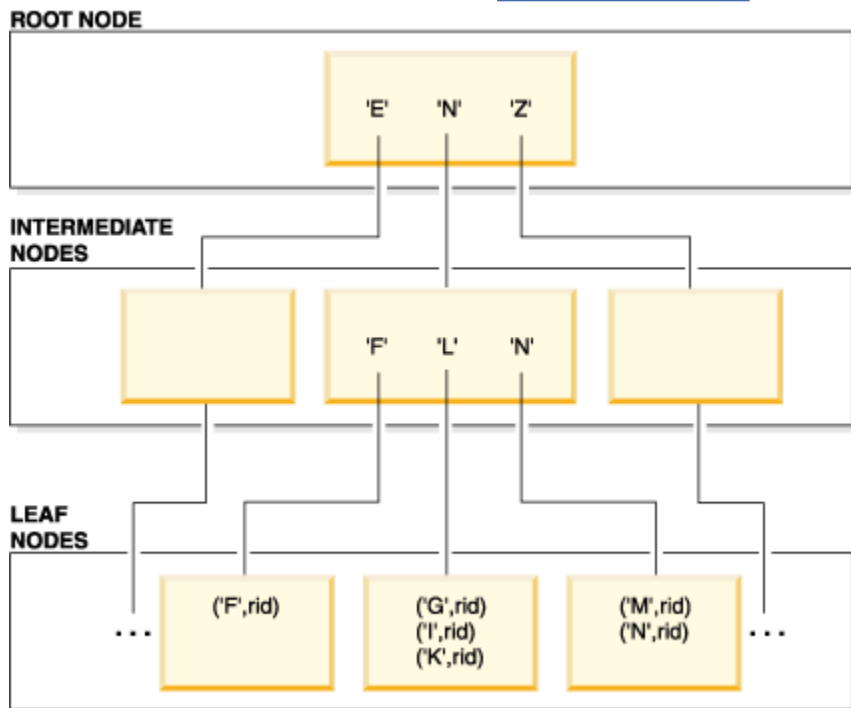 ROOT NODE
'E' 'N' 'Z'
INTERMEDIATE
NODES
'F' 'L' 'N'
LEAF
NODES
('F',rid)
('G',rid)
('I',rid)
('K',rid)
('M',rid)
('N',rid)
...
...